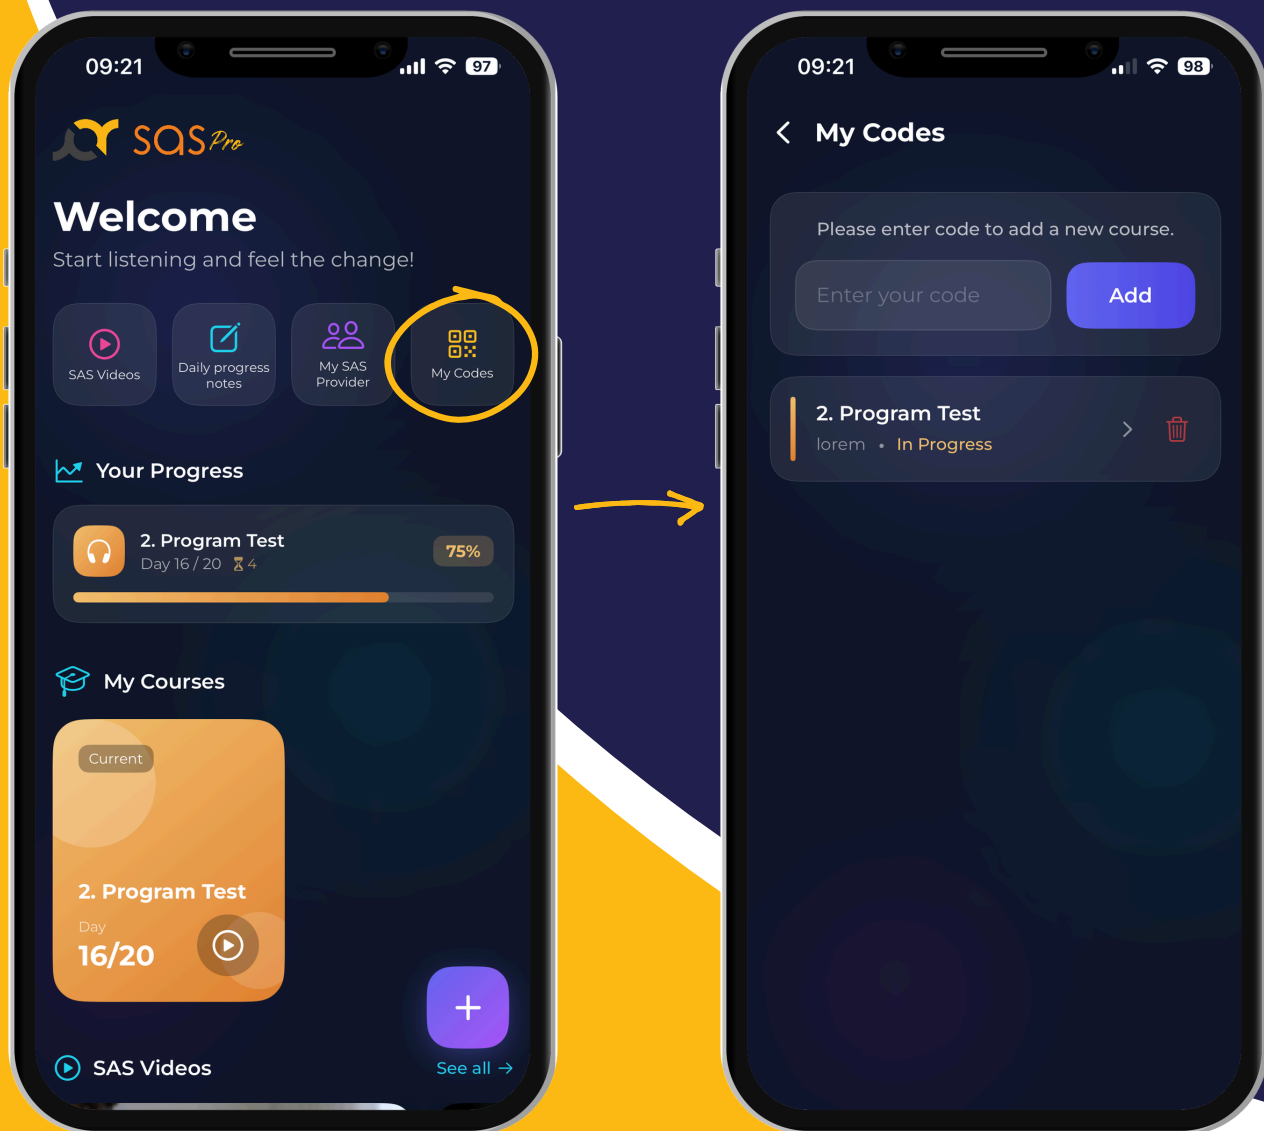 09:21
97
sas Pro
Welcome
Start listening and feel the change!
SAS Videos
Daily progress
notes
My SAS
Provider
My Codes
Your Progress
2. Program Test
Day 16 / 20 4
75%
My Courses
Current
2. Program Test
Day
16/20
+
SAS Videos
See all →
09:21
98
My Codes
Please enter code to add a new course.
Enter your code
Add
2. Program Test
lorem • In Progress